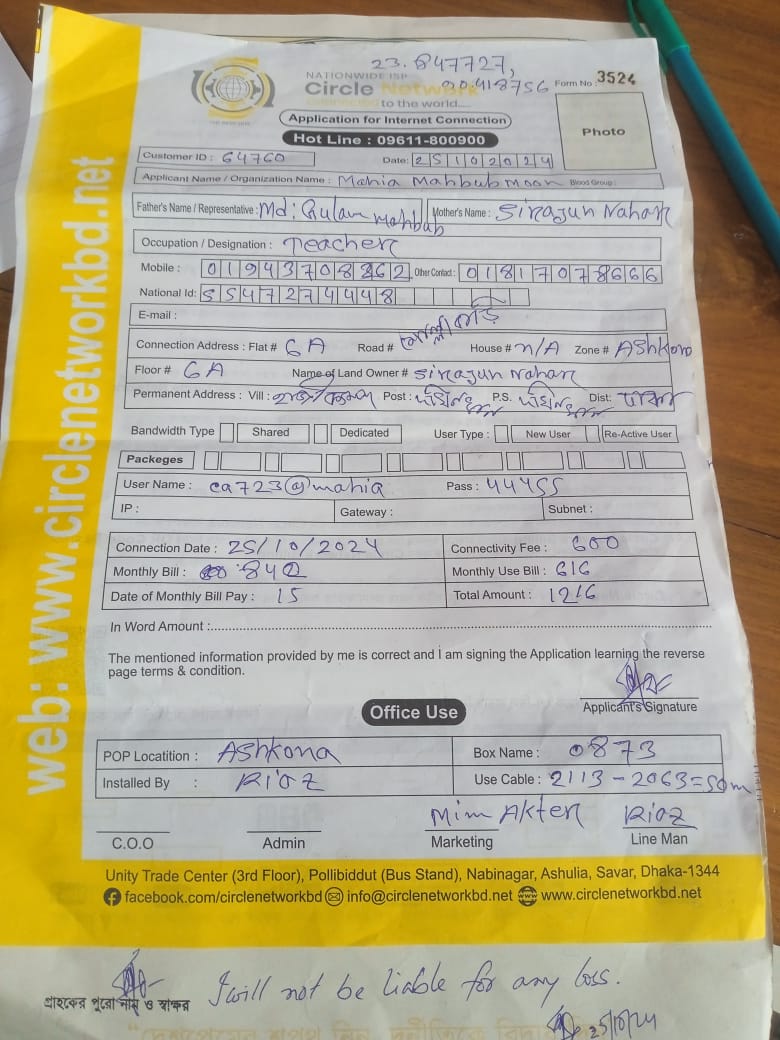 23.847727,
90.418756
NATIONWIDE ISP
Circle Network
connected to the world.....
Form No : 3524
Application for Internet Connection
Hot Line : 09611-800900
Photo
Customer ID : 64760 Date: 25102024
Applicant Name / Organization Name : Mahia Mahbub Moon Blood Group :
Father's Name / Representative : Md: Gulam Mahbub Mother's Name : Sirajun Nahar
Occupation / Designation : Teacher
Mobile : 01943708262 Other Contact : 01817078666
National Id: 5547274448
E-mail :
Connection Address : Flat # 6A Road # House # n/A Zone # Ashkona
Floor # 6A Name of Land Owner # Sirajun Nahar
Permanent Address : Vill : Post : P.S. Dist:
Bandwidth Type Shared Dedicated User Type : New User Re-Active User
Packeges
User Name : ca723@mahia Pass : 44455
IP : Gateway : Subnet :
Connection Date : 25/10/2024 Connectivity Fee : 600
Monthly Bill : 840 Monthly Use Bill : 616
Date of Monthly Bill Pay : 15 Total Amount : 1216
In Word Amount :
The mentioned information provided by me is correct and I am signing the Application learning the reverse
page terms & condition.
Applicant's Signature
Office Use
POP Locatition : Ashkona Box Name : 0873
Installed By : Riaz Use Cable : 2113-2063=50m
Mim Akter Riaz
C.O.O Admin Marketing Line Man
Unity Trade Center (3rd Floor), Pollibiddut (Bus Stand), Nabinagar, Ashulia, Savar, Dhaka-1344
facebook.com/circlenetworkbd info@circlenetworkbd.net www.circlenetworkbd.net
web: www.circlenetworkbd.net
গ্রাহকের পুরো নাম ও স্বাক্ষর I will not be liable for any loss.
25/10/24